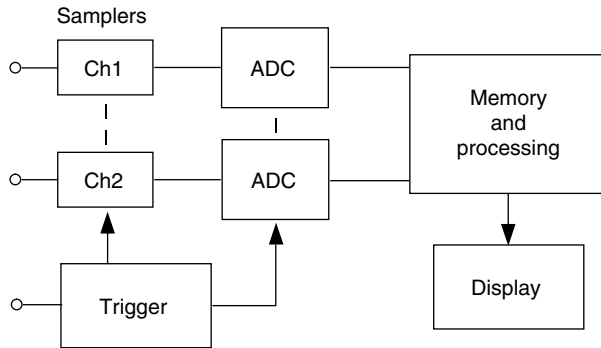 Samplers
Ch1
ADC
Memory
and
processing
Ch2
ADC
Trigger
Display